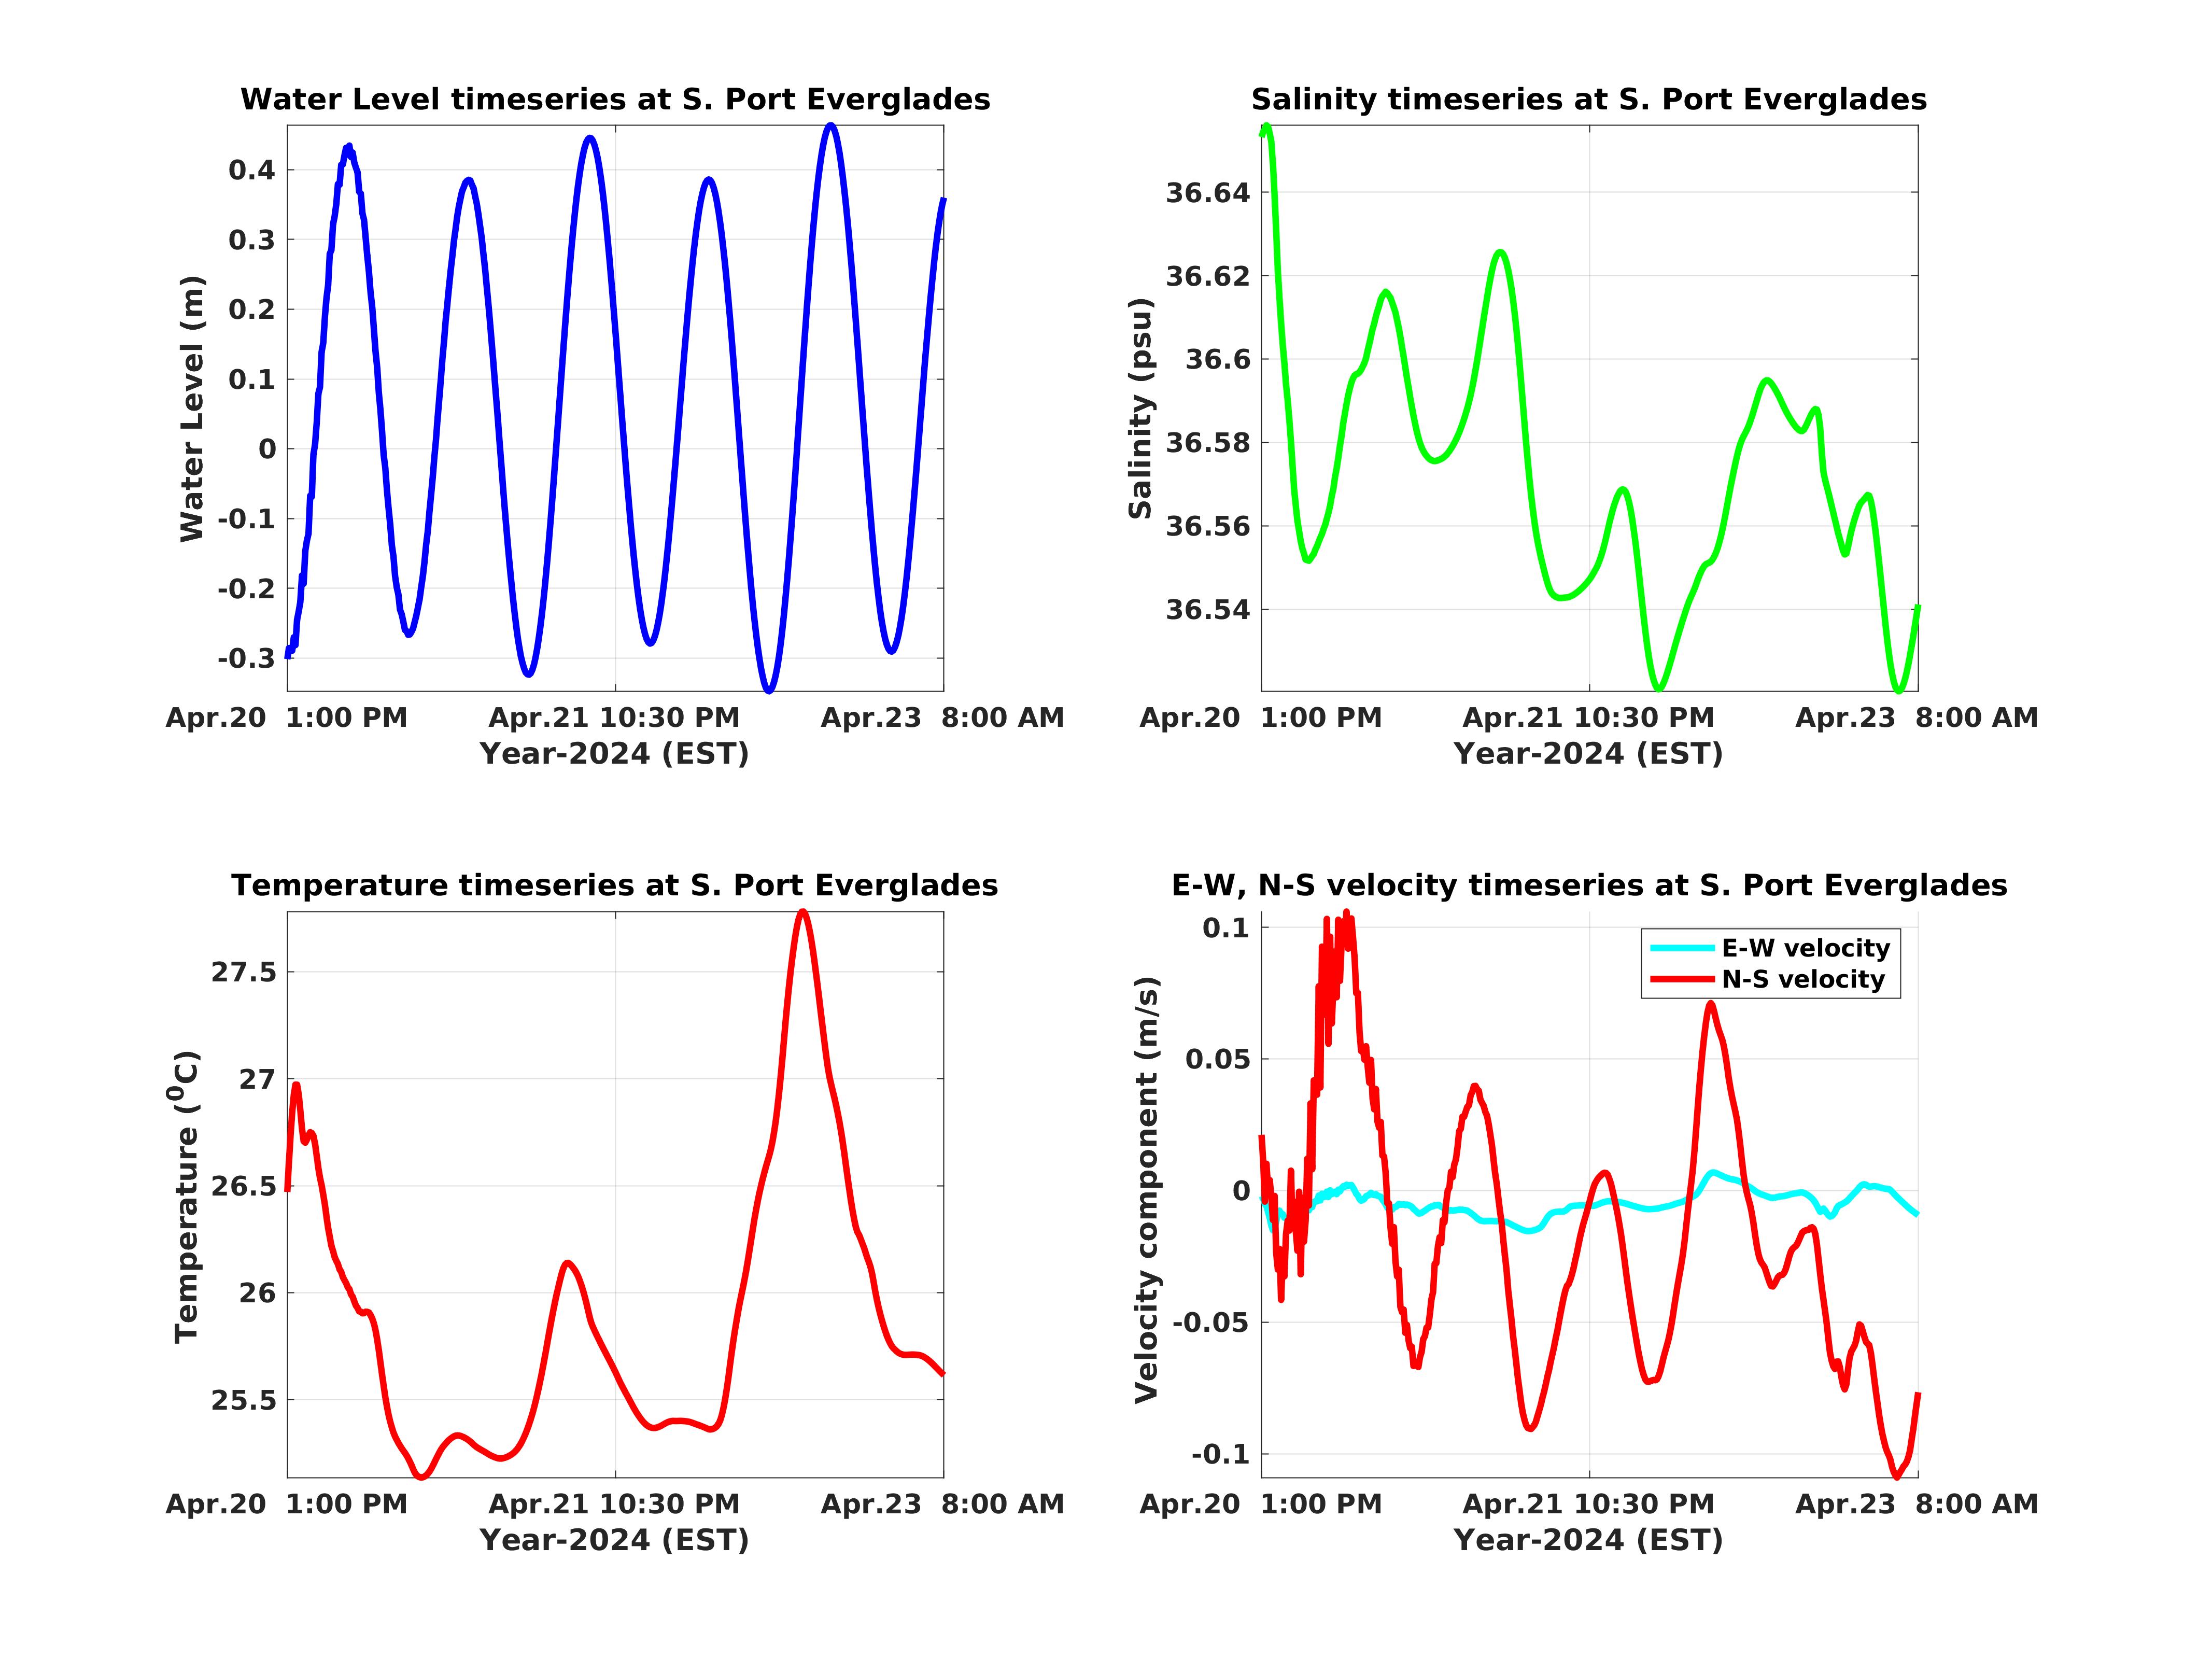 Water Level timeseries at S. Port Everglades
Water Level (m)
0.4
0.3
0.2
0.1
0
-0.1
-0.2
-0.3
Apr.20 1:00 PM
Apr.21 10:30 PM
Apr.23 8:00 AM
Year-2024 (EST)
Salinity timeseries at S. Port Everglades
Salinity (psu)
36.64
36.62
36.6
36.58
36.56
36.54
Apr.20 1:00 PM
Apr.21 10:30 PM
Apr.23 8:00 AM
Year-2024 (EST)
Temperature timeseries at S. Port Everglades
Temperature (⁰C)
27.5
27
26.5
26
25.5
Apr.20 1:00 PM
Apr.21 10:30 PM
Apr.23 8:00 AM
Year-2024 (EST)
E-W, N-S velocity timeseries at S. Port Everglades
Velocity component (m/s)
0.1
0.05
0
-0.05
-0.1
E-W velocity
N-S velocity
Apr.20 1:00 PM
Apr.21 10:30 PM
Apr.23 8:00 AM
Year-2024 (EST)